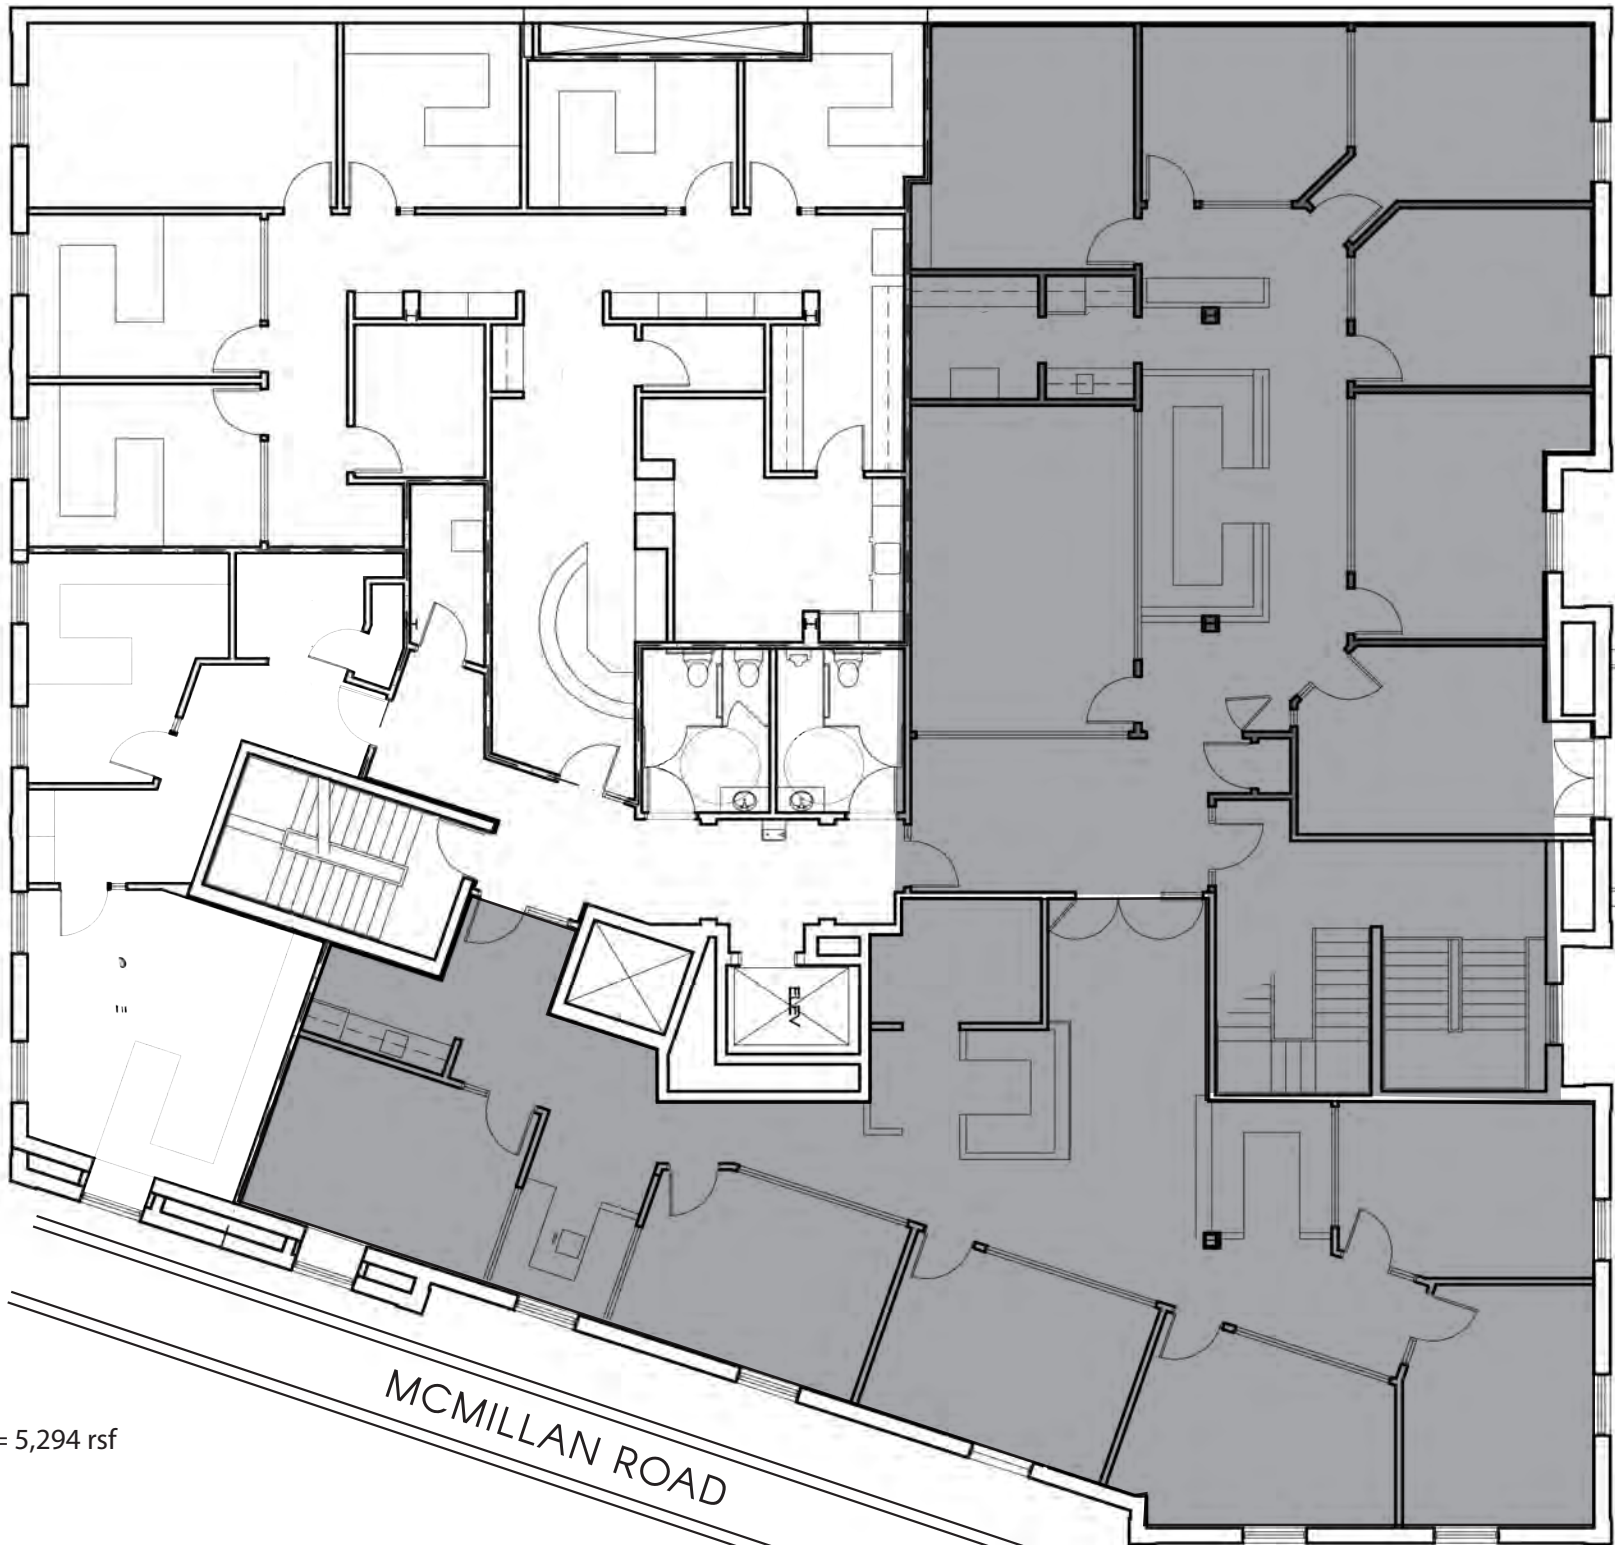 ELEV
= 5,294 rsf
MCMILLAN ROAD